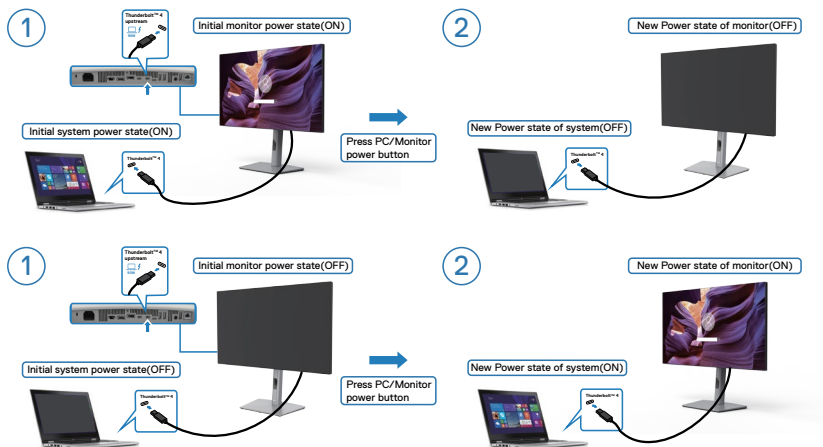 1
Thunderbolt™ 4
upstream
Initial monitor power state(ON)
Initial system power state(ON)
Thunderbolt™ 4
Press PC/Monitor
power button
2
New Power state of monitor(OFF)
New Power state of system(OFF)
Thunderbolt™ 4
1
Thunderbolt™ 4
upstream
Initial monitor power state(OFF)
Initial system power state(OFF)
Thunderbolt™ 4
Press PC/Monitor
power button
2
New Power state of monitor(ON)
New Power state of system(ON)
Thunderbolt™ 4